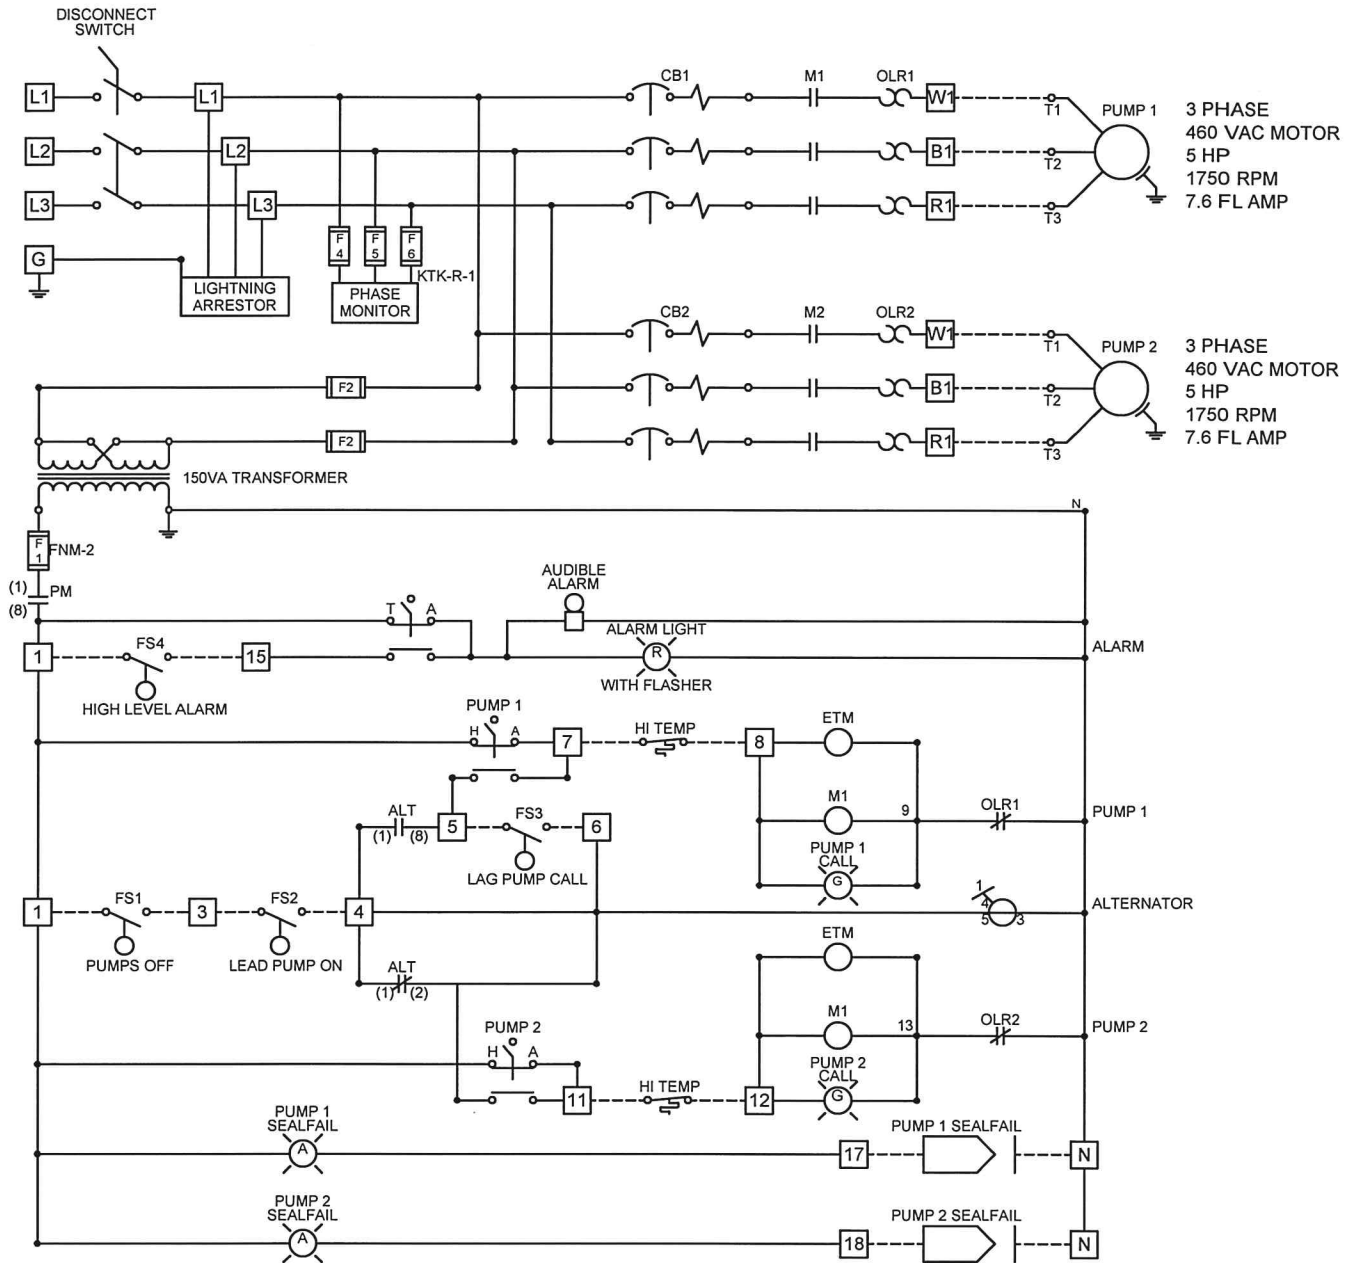 DISCONNECT
SWITCH
L1
L1
CB1
M1
OLR1
W1
T1
PUMP 1
3 PHASE
460 VAC MOTOR
5 HP
1750 RPM
7.6 FL AMP
L2
L2
B1
T2
L3
L3
R1
T3
G
LIGHTNING
ARRESTOR
F
4
F
5
F
6
KTK-R-1
PHASE
MONITOR
CB2
M2
OLR2
W1
T1
PUMP 2
3 PHASE
460 VAC MOTOR
5 HP
1750 RPM
7.6 FL AMP
F2
B1
T2
F2
R1
T3
150VA TRANSFORMER
N
F
1
FNM-2
(1)
PM
(8)
T
A
AUDIBLE
ALARM
1
FS4
15
ALARM LIGHT
R
WITH FLASHER
ALARM
HIGH LEVEL ALARM
PUMP 1
H
A
7
HI TEMP
8
ETM
ALT
(1)
(8)
5
FS3
6
LAG PUMP CALL
M1
9
OLR1
PUMP 1
PUMP 1
CALL
G
1
FS1
3
FS2
4
PUMPS OFF
LEAD PUMP ON
1
4
5
3
ALTERNATOR
ALT
(1)
(2)
ETM
M1
13
OLR2
PUMP 2
PUMP 2
H
A
11
HI TEMP
12
PUMP 2
CALL
G
PUMP 1
SEALFAIL
A
17
PUMP 1 SEALFAIL
N
PUMP 2
SEALFAIL
A
18
PUMP 2 SEALFAIL
N